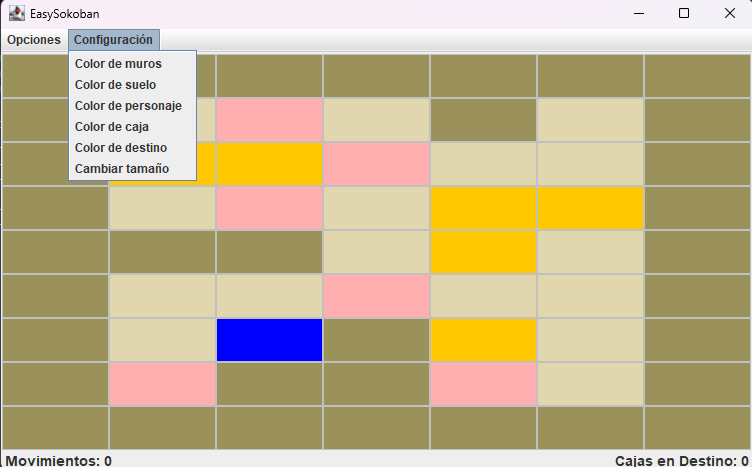 EasySokoban
Opciones Configuración
Color de muros
Color de suelo
Color de personaje
Color de caja
Color de destino
Cambiar tamaño
Movimientos: 0 Cajas en Destino: 0